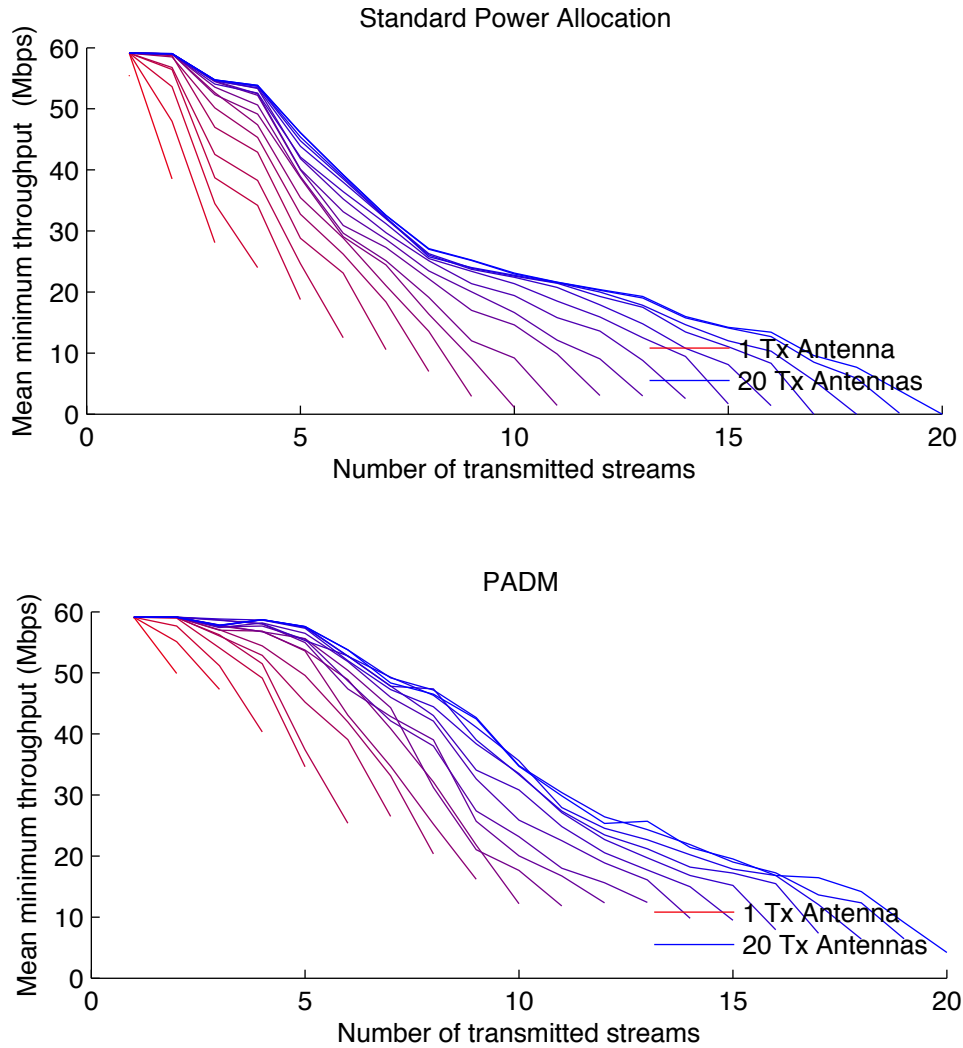 Standard Power Allocation
Mean minimum throughput (Mbps)
60
50
40
30
20
10
0
1 Tx Antenna
20 Tx Antennas
0 5 10 15 20
Number of transmitted streams
PADM
Mean minimum throughput (Mbps)
60
50
40
30
20
10
0
1 Tx Antenna
20 Tx Antennas
0 5 10 15 20
Number of transmitted streams